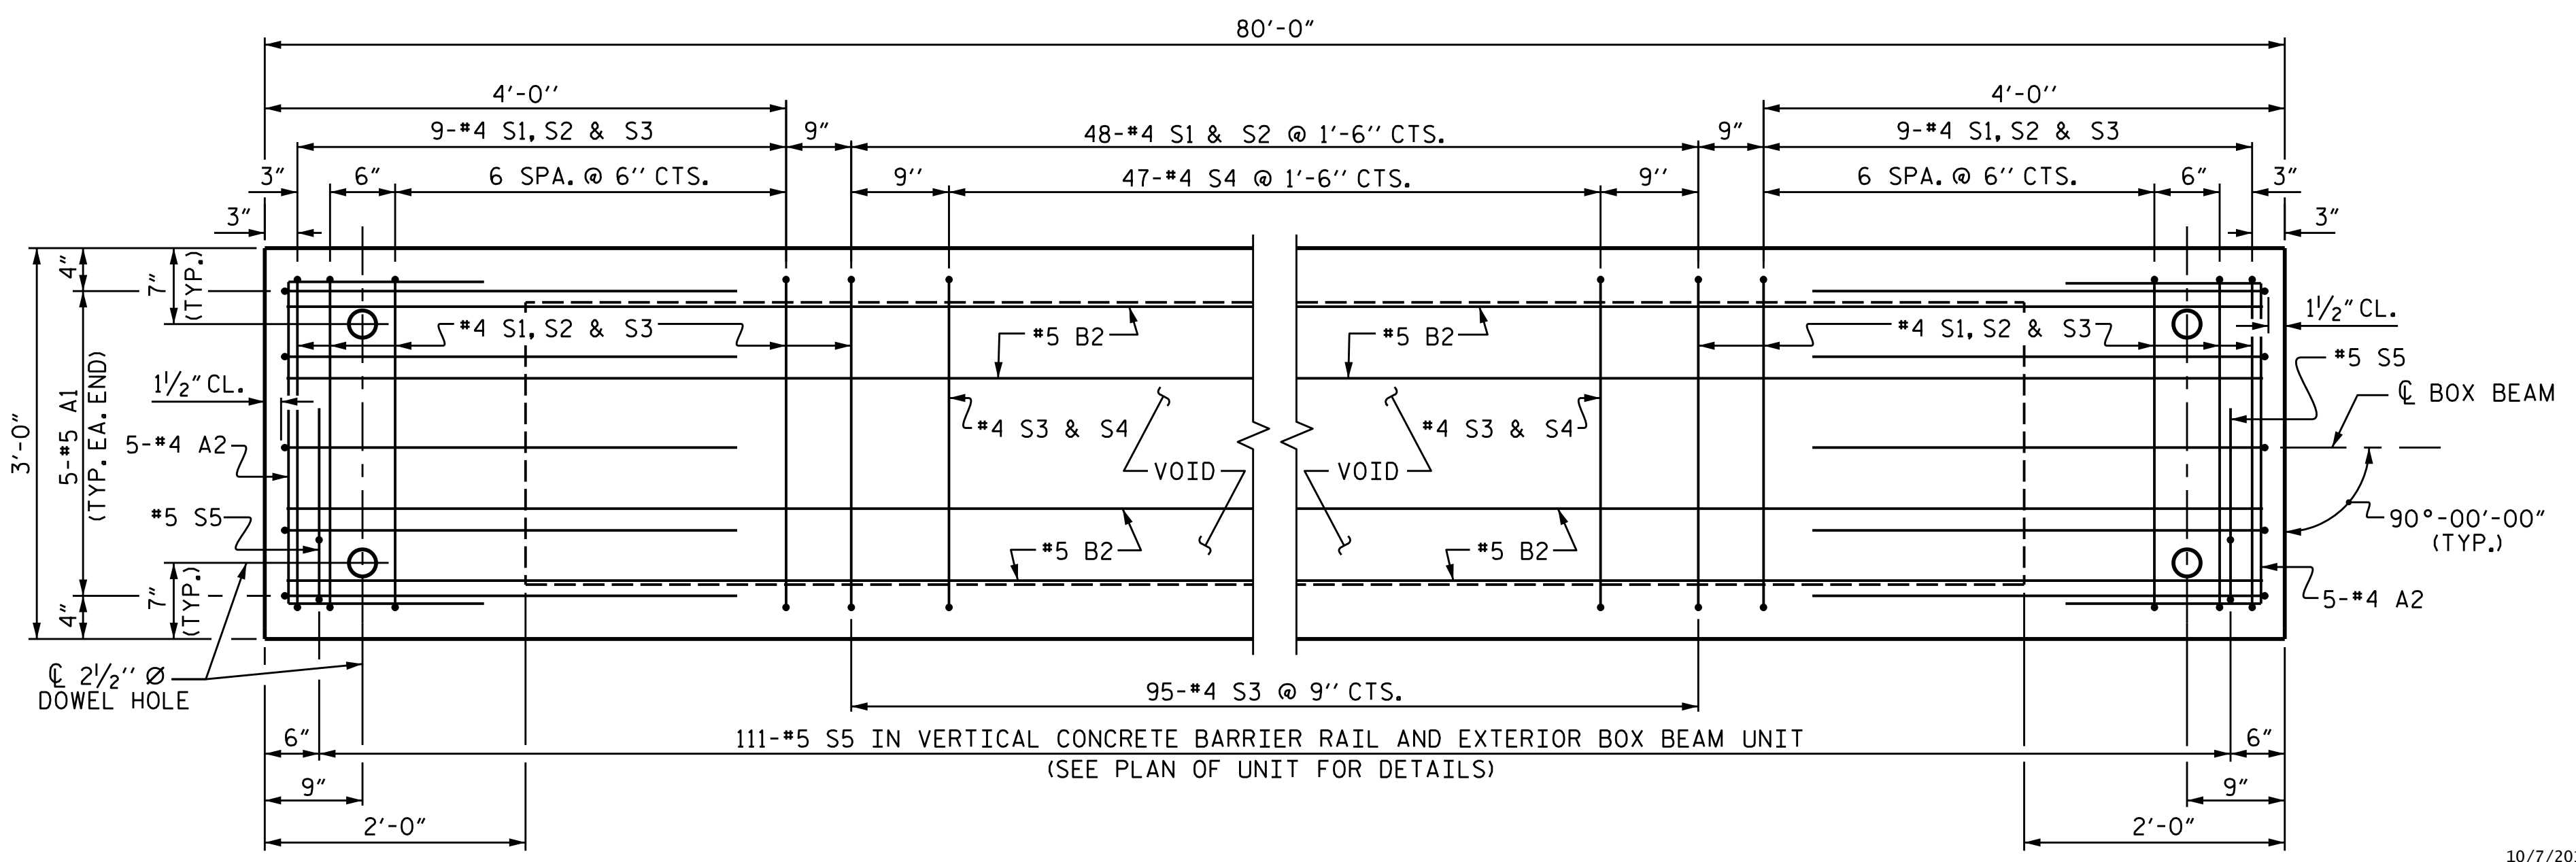 80'-0"
4'-0''
4'-0''
9-#4 S1, S2 & S3
9"
48-#4 S1 & S2 @ 1'-6'' CTS.
9"
9-#4 S1, S2 & S3
3"
6"
6 SPA. @ 6'' CTS.
9''
47-#4 S4 @ 1'-6'' CTS.
9''
6 SPA. @ 6'' CTS.
6"
3"
3"
3"
4"
7"
(TYP.)
#4 S1, S2 & S3
#5 B2
#5 B2
#4 S1, S2 & S3
1½" CL.
#5 S5
1½" CL.
℄ BOX BEAM
3'-0"
5-#5 A1
(TYP. EA. END)
5-#4 A2
#4 S3 & S4
#4 S3 & S4
VOID
VOID
#5 S5
90°-00'-00"
(TYP.)
#5 B2
#5 B2
5-#4 A2
4"
7"
(TYP.)
℄ 2½'' Ø
DOWEL HOLE
95-#4 S3 @ 9'' CTS.
6"
111-#5 S5 IN VERTICAL CONCRETE BARRIER RAIL AND EXTERIOR BOX BEAM UNIT
6"
(SEE PLAN OF UNIT FOR DETAILS)
9"
9"
2'-0"
2'-0"